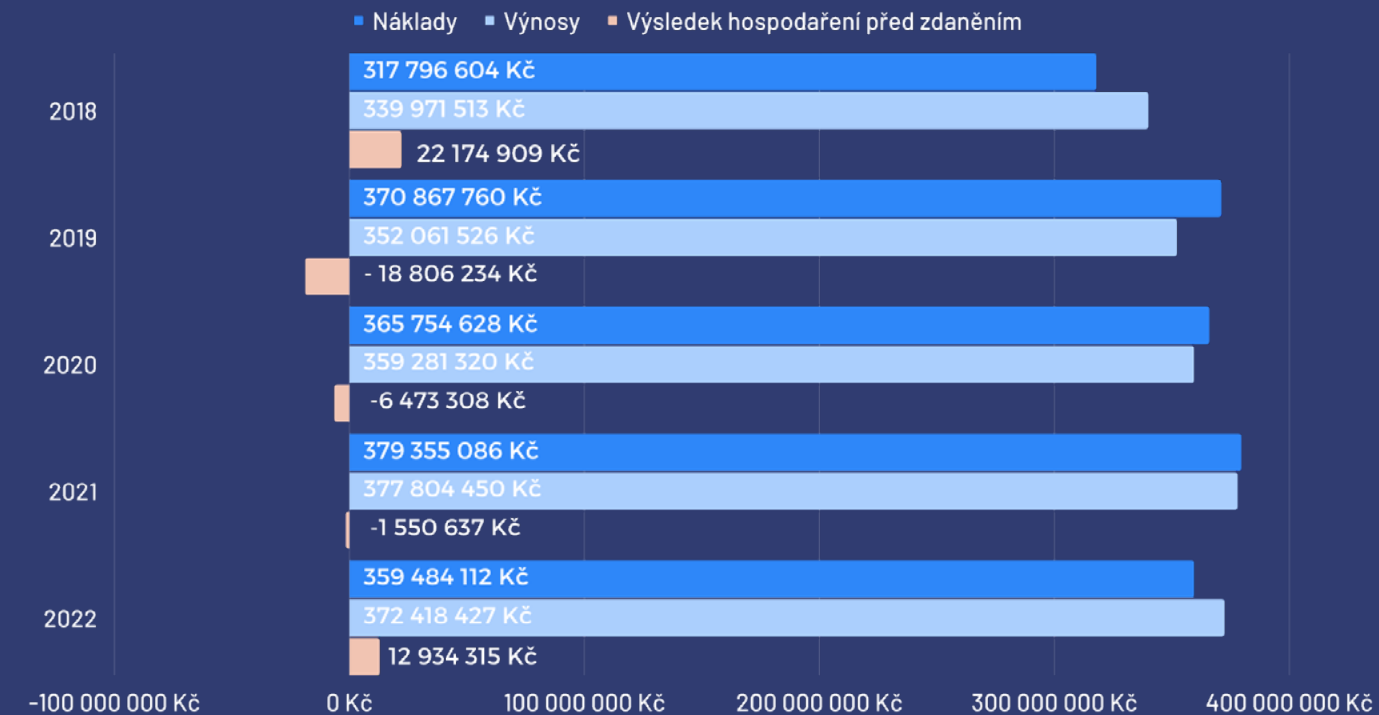 Náklady Výnosy Výsledek hospodaření před zdaněním
317 796 604 Kč
2018
339 971 513 Kč
22 174 909 Kč
370 867 760 Kč
2019
352 061 526 Kč
- 18 806 234 Kč
365 754 628 Kč
2020
359 281 320 Kč
-6 473 308 Kč
379 355 086 Kč
2021
377 804 450 Kč
-1 550 637 Kč
359 484 112 Kč
2022
372 418 427 Kč
12 934 315 Kč
-100 000 000 Kč 0 Kč 100 000 000 Kč 200 000 000 Kč 300 000 000 Kč 400 000 000 Kč